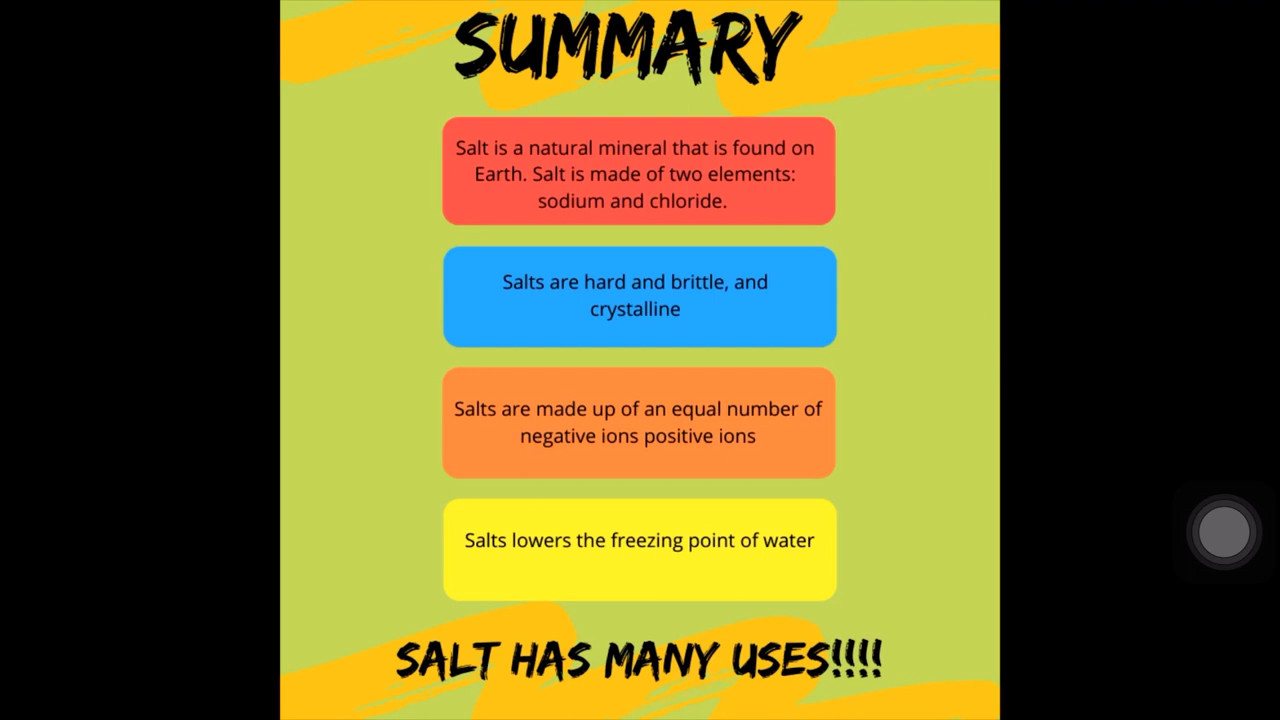 SUMMARY
Salt is a natural mineral that is found on
Earth. Salt is made of two elements:
sodium and chloride.
Salts are hard and brittle, and
crystalline
Salts are made up of an equal number of
negative ions positive ions
Salts lowers the freezing point of water
SALT HAS MANY USES!!!!